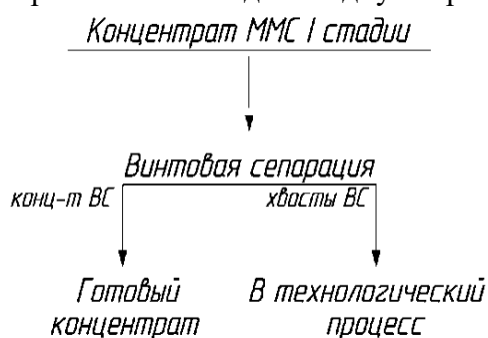 Концентрат ММС I стадии
Винтовая сепарация
конц-т ВС
хвосты ВС
Готовый
концентрат
В технологический
процесс